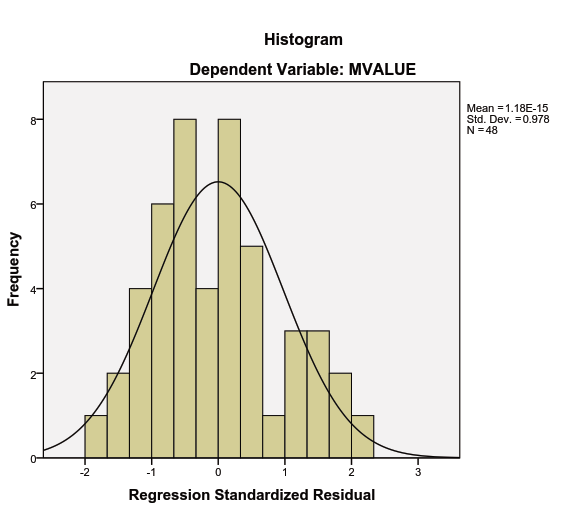 Histogram
Dependent Variable: MVALUE
Mean =1.18E-15
Std. Dev. =0.978
N =48
Frequency
8
6
4
2
0
-2 -1 0 1 2 3
Regression Standardized Residual